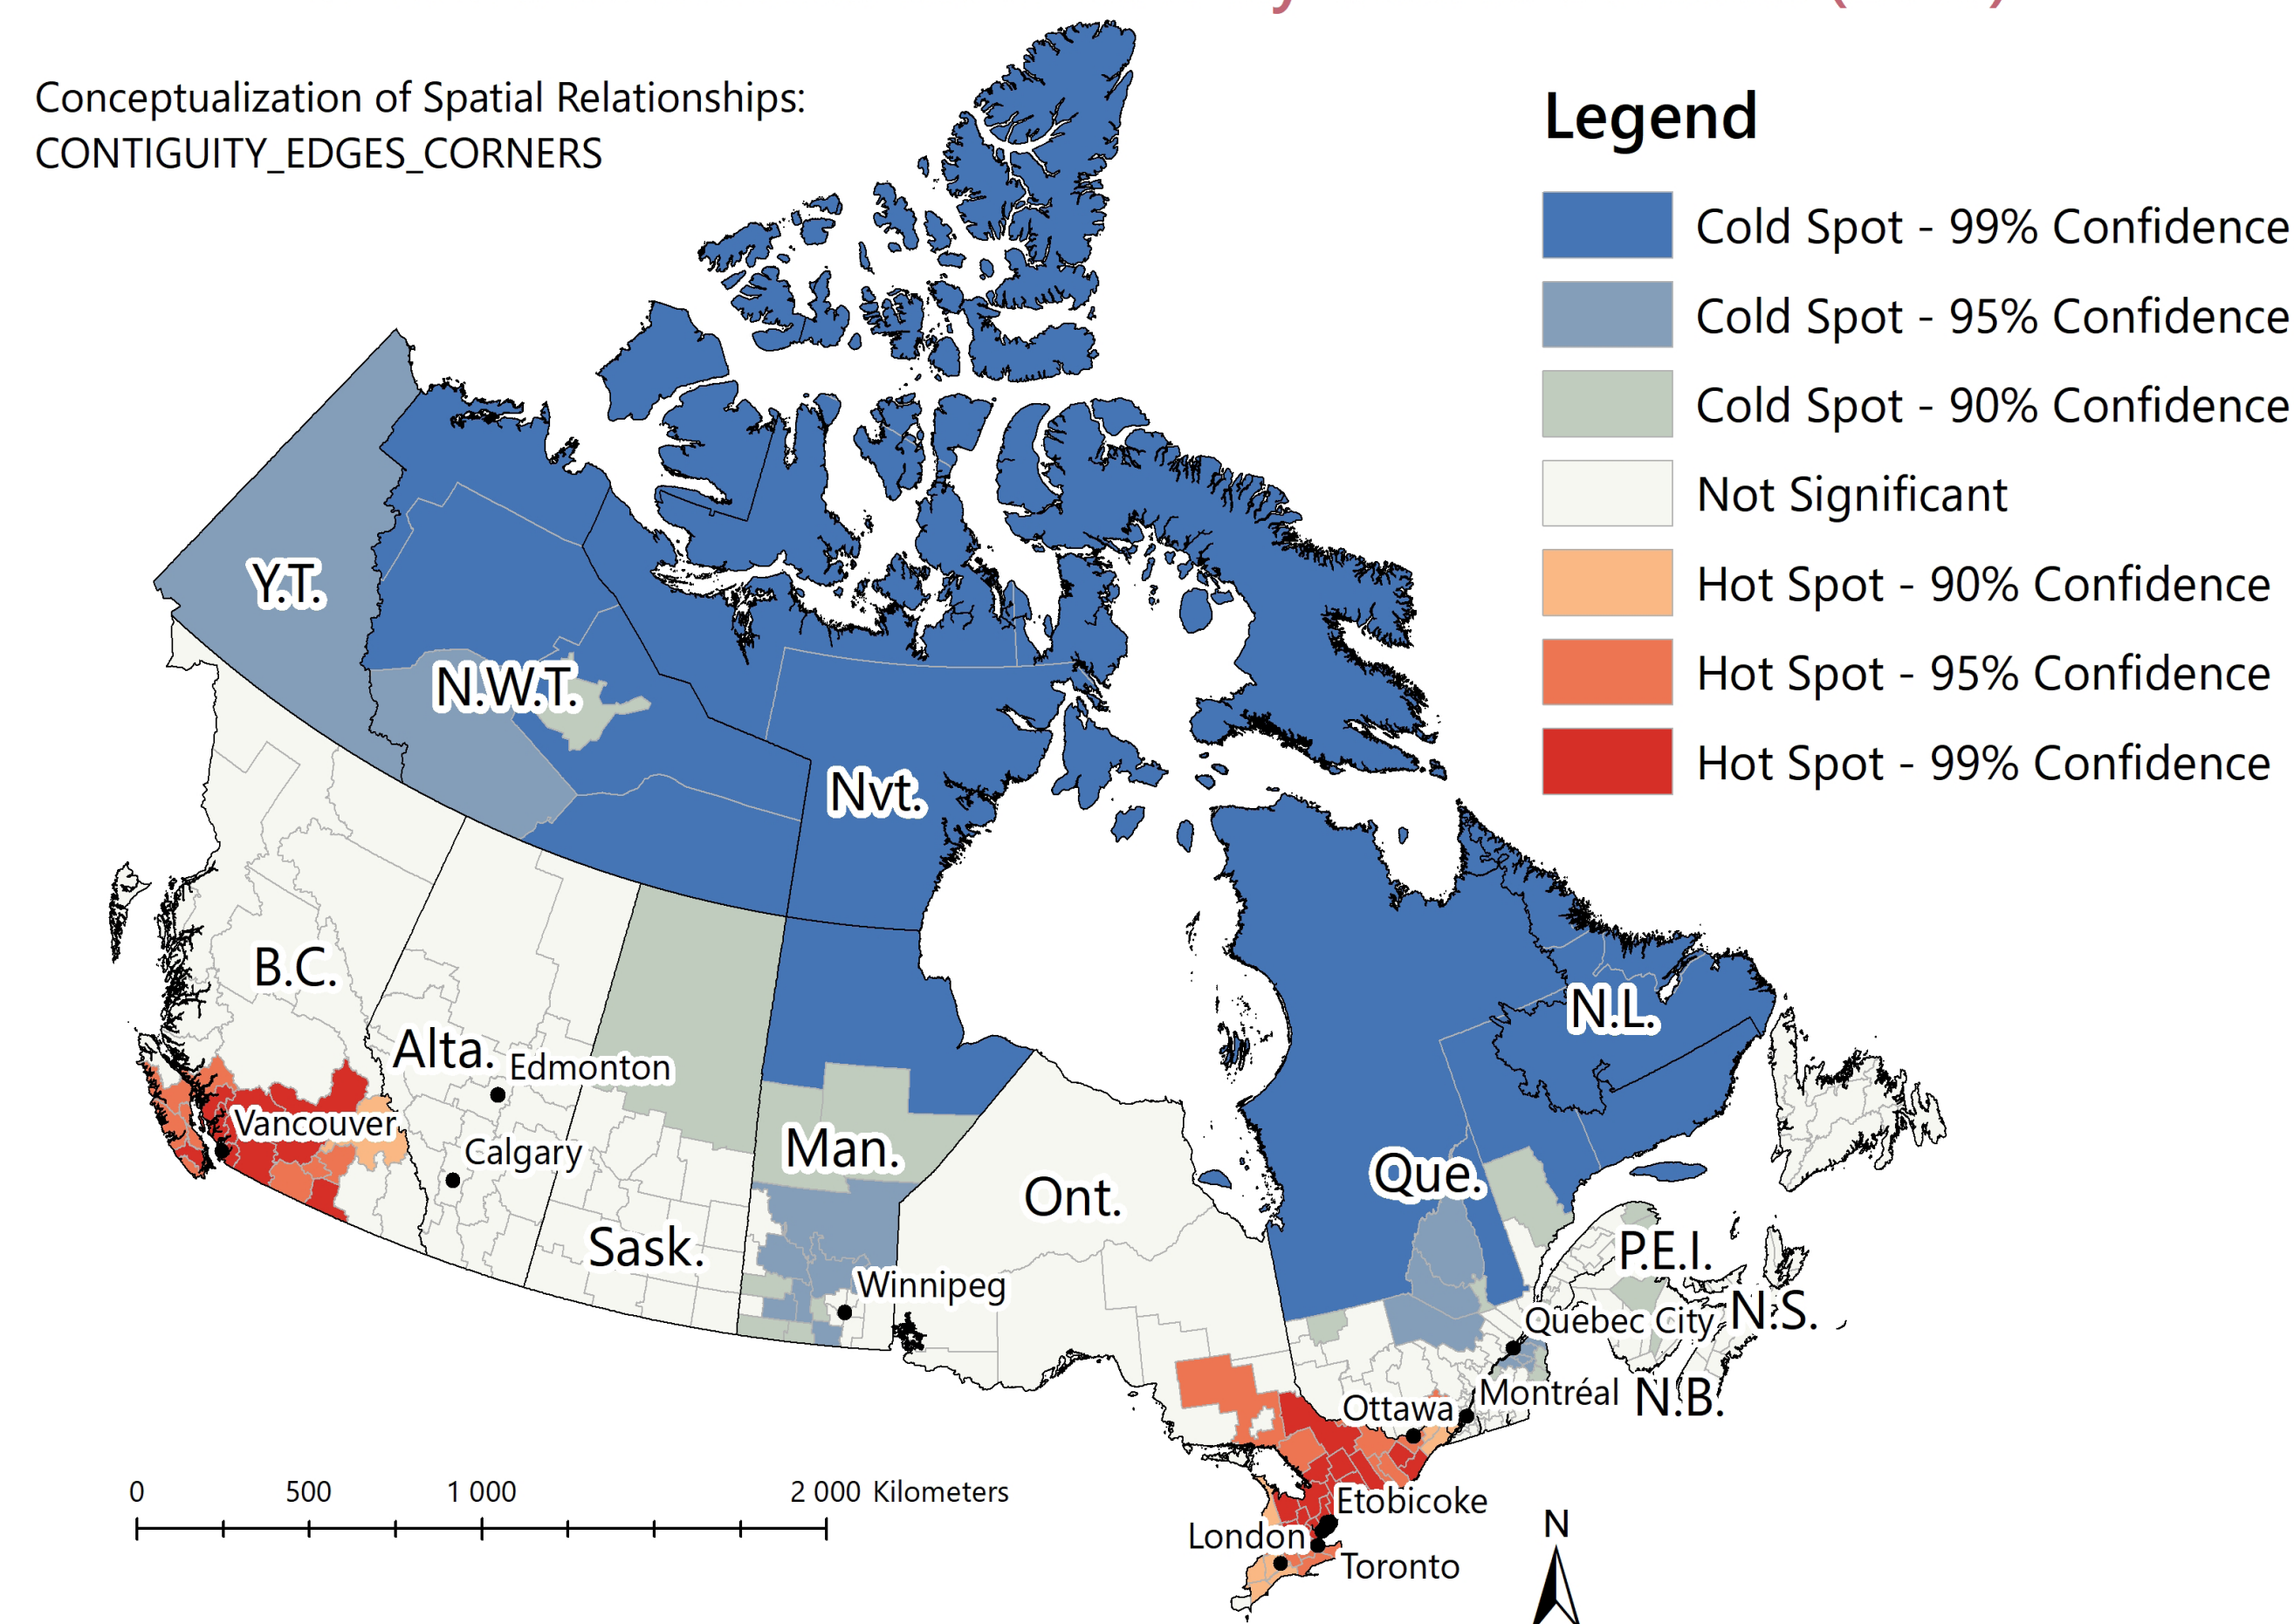 Conceptualization of Spatial Relationships:
CONTIGUITY_EDGES_CORNERS
Legend
Cold Spot - 99% Confidence
Cold Spot - 95% Confidence
Cold Spot - 90% Confidence
Not Significant
Hot Spot - 90% Confidence
Hot Spot - 95% Confidence
Hot Spot - 99% Confidence
Y.T.
N.W.T.
Nvt.
B.C.
N.L.
Alta.
Edmonton
Vancouver
Calgary
Man.
Que.
Ont.
Sask.
P.E.I.
Winnipeg
Quebec City
N.S.
Montréal
N.B.
Ottawa
0 500 1 000 2 000 Kilometers
Etobicoke
London
Toronto
N